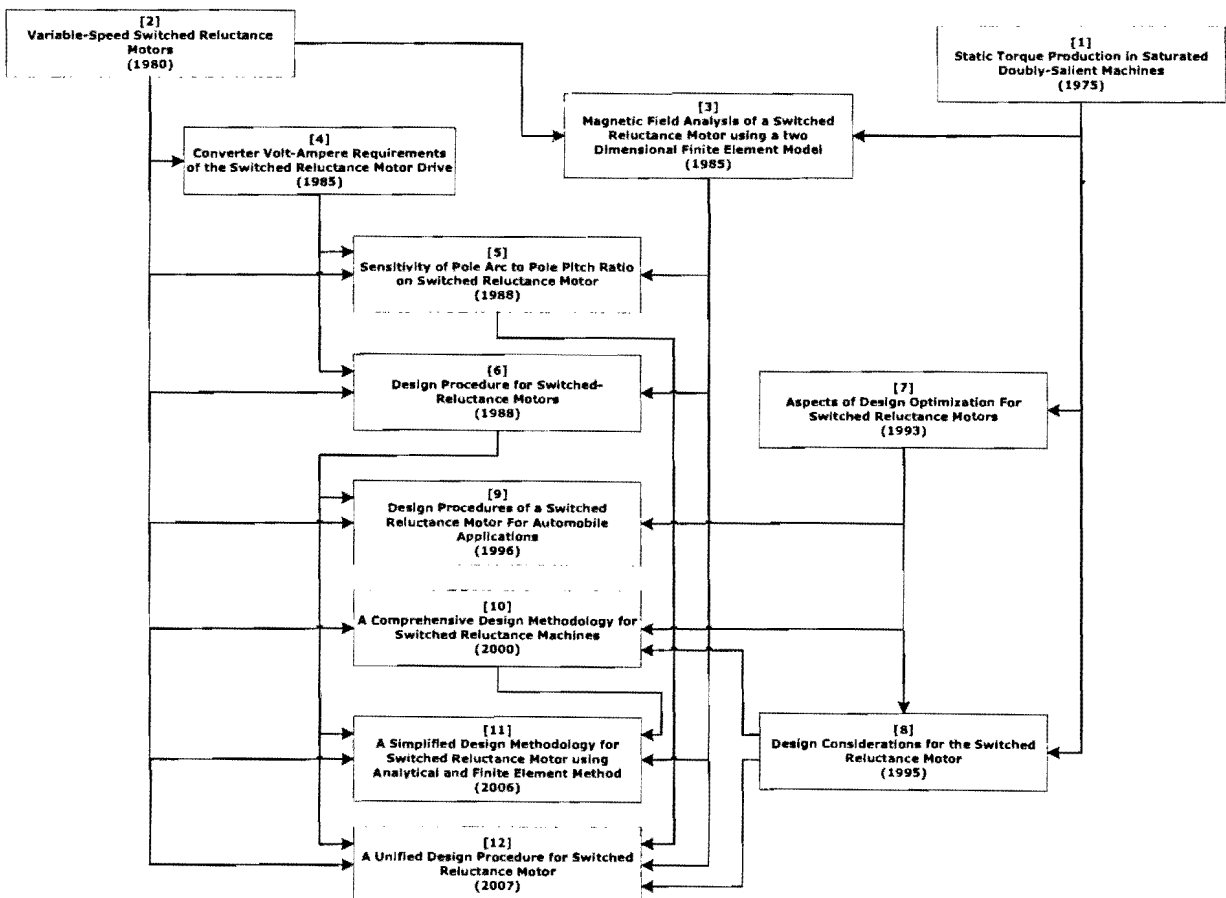 [2]
Variable-Speed Switched Reluctance
Motors
(1980)
[1]
Static Torque Production in Saturated
Doubly-Salient Machines
(1975)
[3]
Magnetic Field Analysis of a Switched
Reluctance Motor using a two
Dimensional Finite Element Model
(1985)
[4]
Converter Volt-Ampere Requirements
of the Switched Reluctance Motor Drive
(1985)
[5]
Sensitivity of Pole Arc to Pole Pitch Ratio
on Switched Reluctance Motor
(1988)
[6]
Design Procedure for Switched-
Reluctance Motors
(1988)
[7]
Aspects of Design Optimization For
Switched Reluctance Motors
(1993)
[9]
Design Procedures of a Switched
Reluctance Motor For Automobile
Applications
(1996)
[10]
A Comprehensive Design Methodology for
Switched Reluctance Machines
(2000)
[11]
A Simplified Design Methodology for
Switched Reluctance Motor using
Analytical and Finite Element Method
(2006)
[8]
Design Considerations for the Switched
Reluctance Motor
(1995)
[12]
A Unified Design Procedure for Switched
Reluctance Motor
(2007)